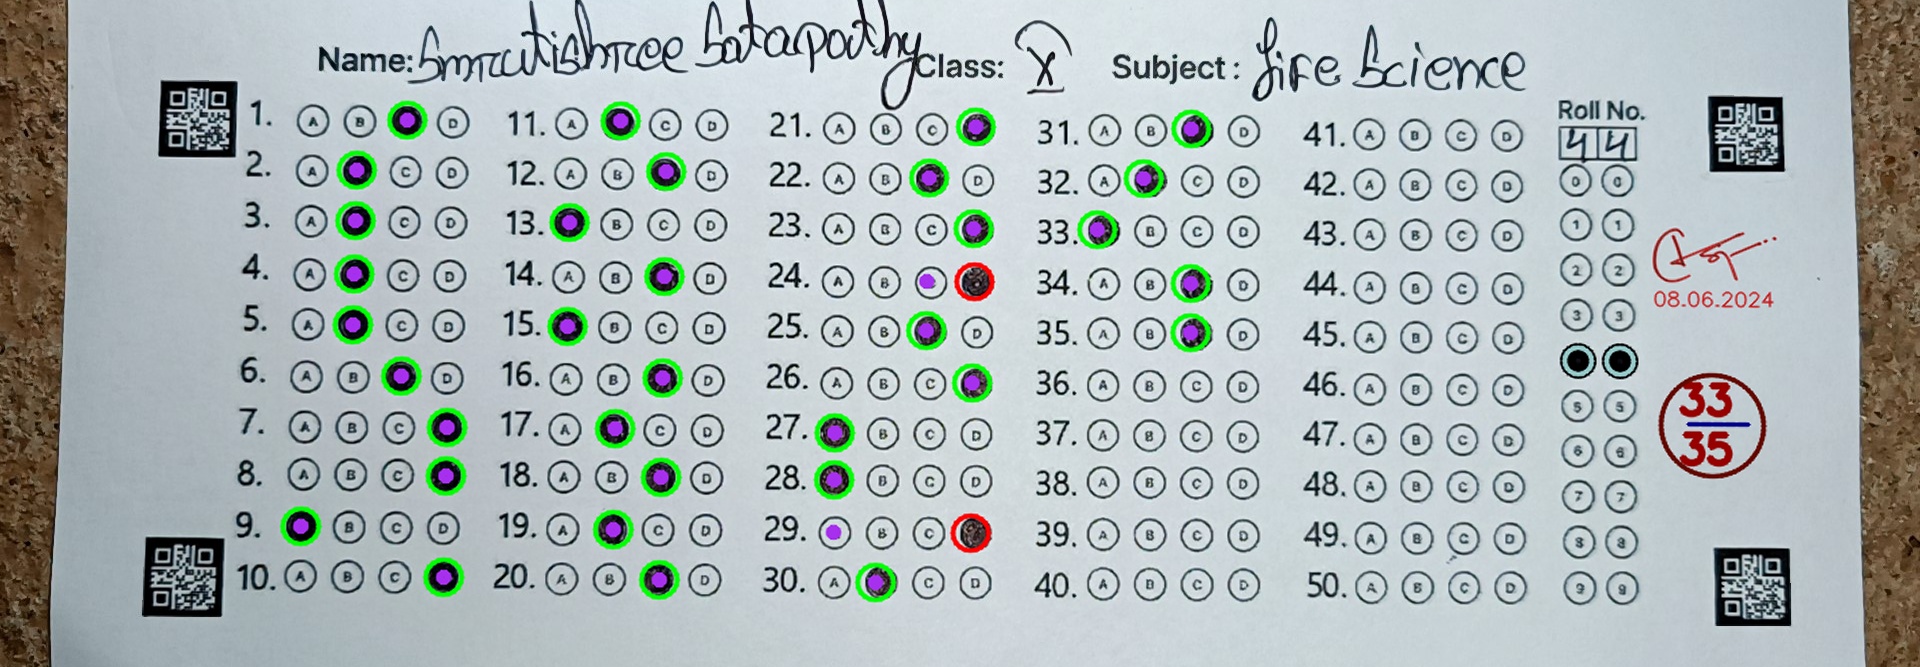 Name: Smrutishree Satapathy Class: X Subject: Life Science
Roll No.
44
1. A B D 11. A C D 21. A B C 31. A B D 41. A B C D 0 0
2. A C D 12. A B D 22. A B D 32. A C D 42. A B C D 1 1
3. A C D 13. B C D 23. A B C 33. B C D 43. A B C D 2 2
4. A C D 14. A B D 24. A B 34. A B D 44. A B C D 3 3
5. A C D 15. B C D 25. A B D 35. A B D 45. A B C D
6. A B D 16. A B D 26. A B C 36. A B C D 46. A B C D 5 5
7. A B C 17. A C D 27. B C D 37. A B C D 47. A B C D 6 6
8. A B C 18. A B D 28. B C D 38. A B C D 48. A B C D 7 7
9. B C D 19. A C D 29. B C 39. A B C D 49. A B C D 8 8
10. A B C 20. A B D 30. A C D 40. A B C D 50. A B C D 9 9
08.06.2024
33
35